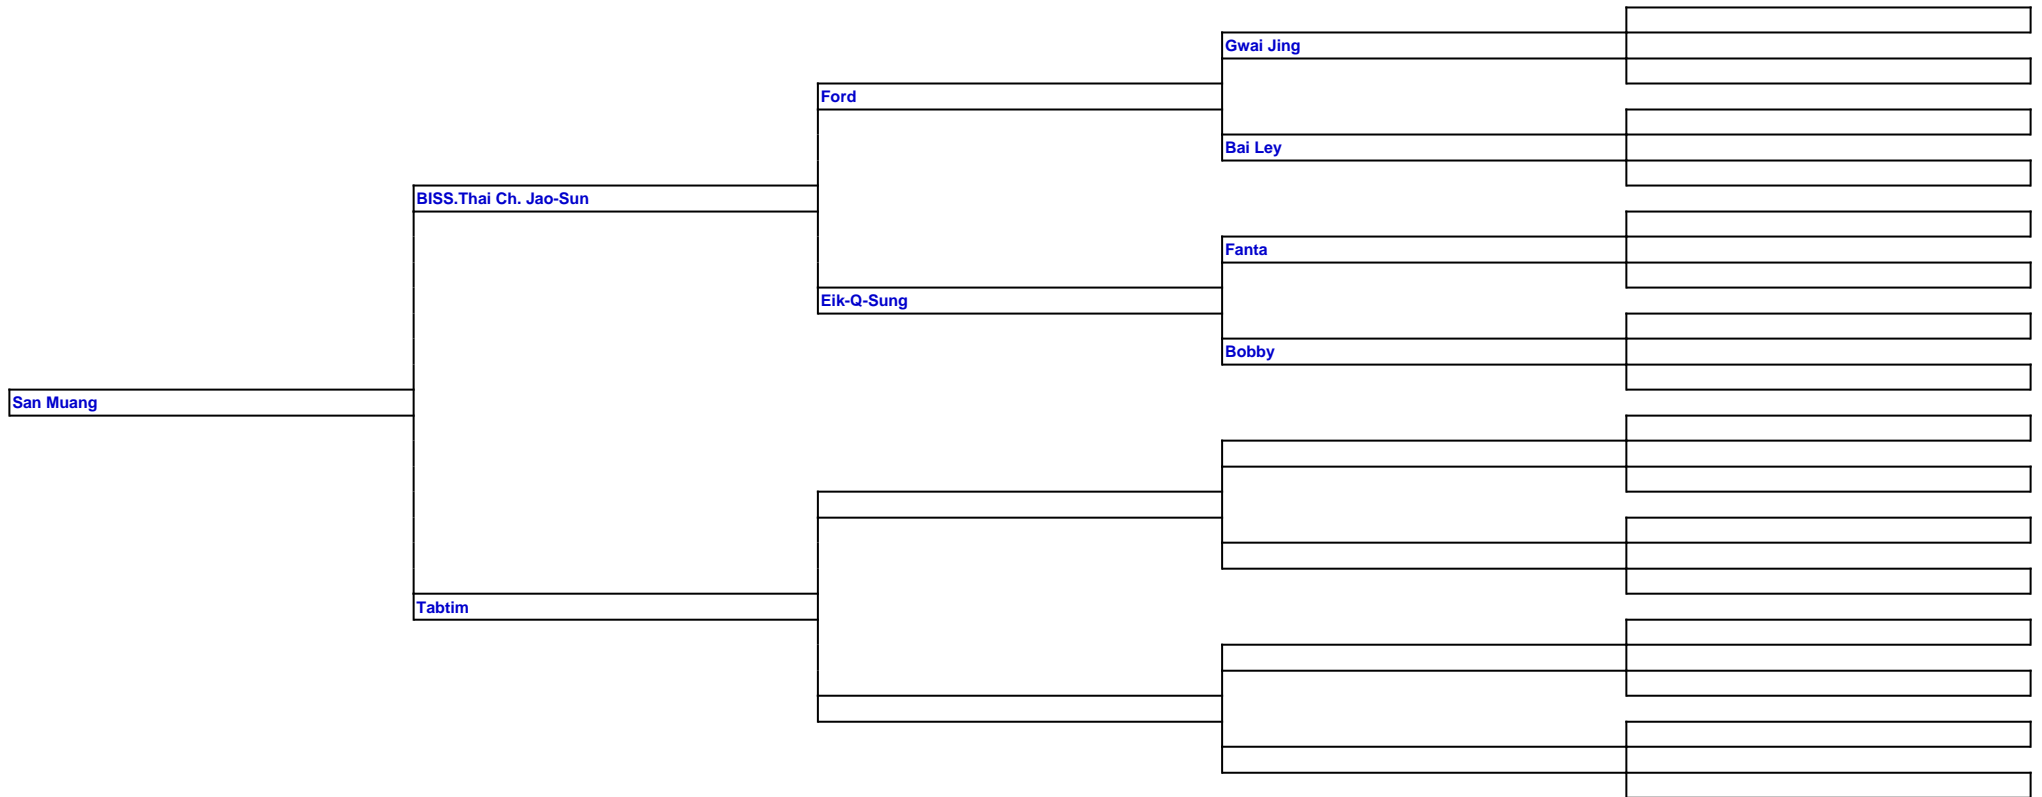 Gwai Jing
Ford
Bai Ley
BISS.Thai Ch. Jao-Sun
Fanta
Eik-Q-Sung
Bobby
San Muang
Tabtim